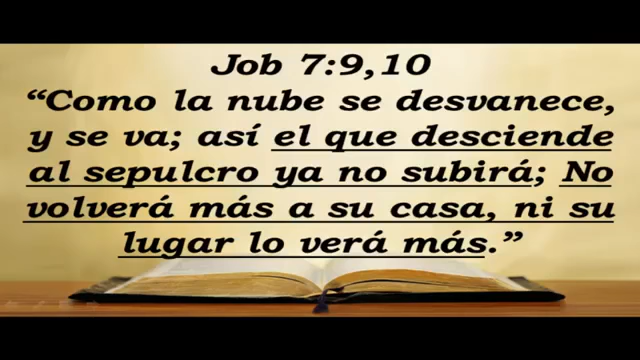 Job 7:9,10
“Como la nube se desvanece,
y se va; así el que desciende
al sepulcro ya no subirá; No
volverá más a su casa, ni su
lugar lo verá más.”